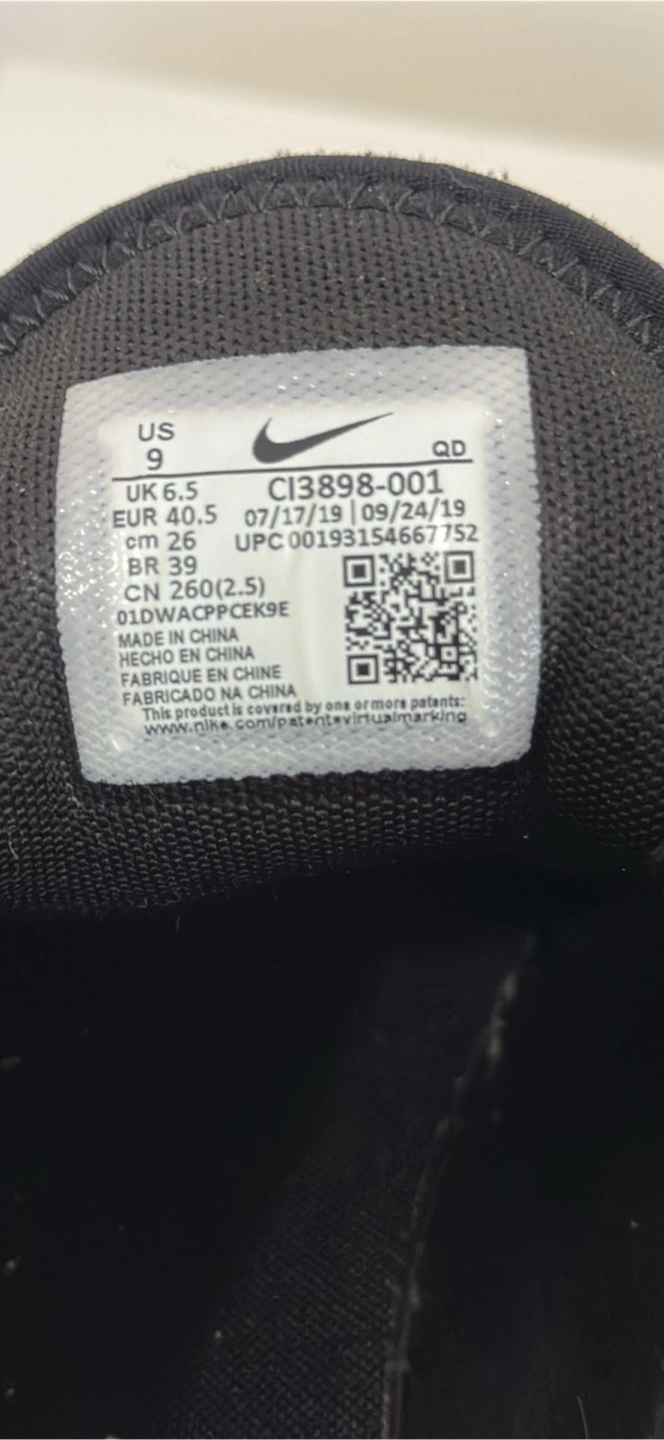 US
9
QD
UK 6.5
CI3898-001
EUR 40.5
07/17/19 | 09/24/19
cm 26
UPC 00193154667752
BR 39
CN 260(2.5)
01DWACPPCEK9E
MADE IN CHINA
HECHO EN CHINA
FABRIQUE EN CHINE
FABRICADO NA CHINA
This product is covered by one or more patents:
www.nike.com/patentsvirtualmarking